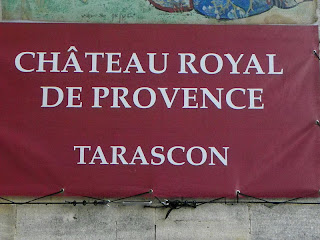 CHÂTEAU ROYAL
DE PROVENCE
TARASCON